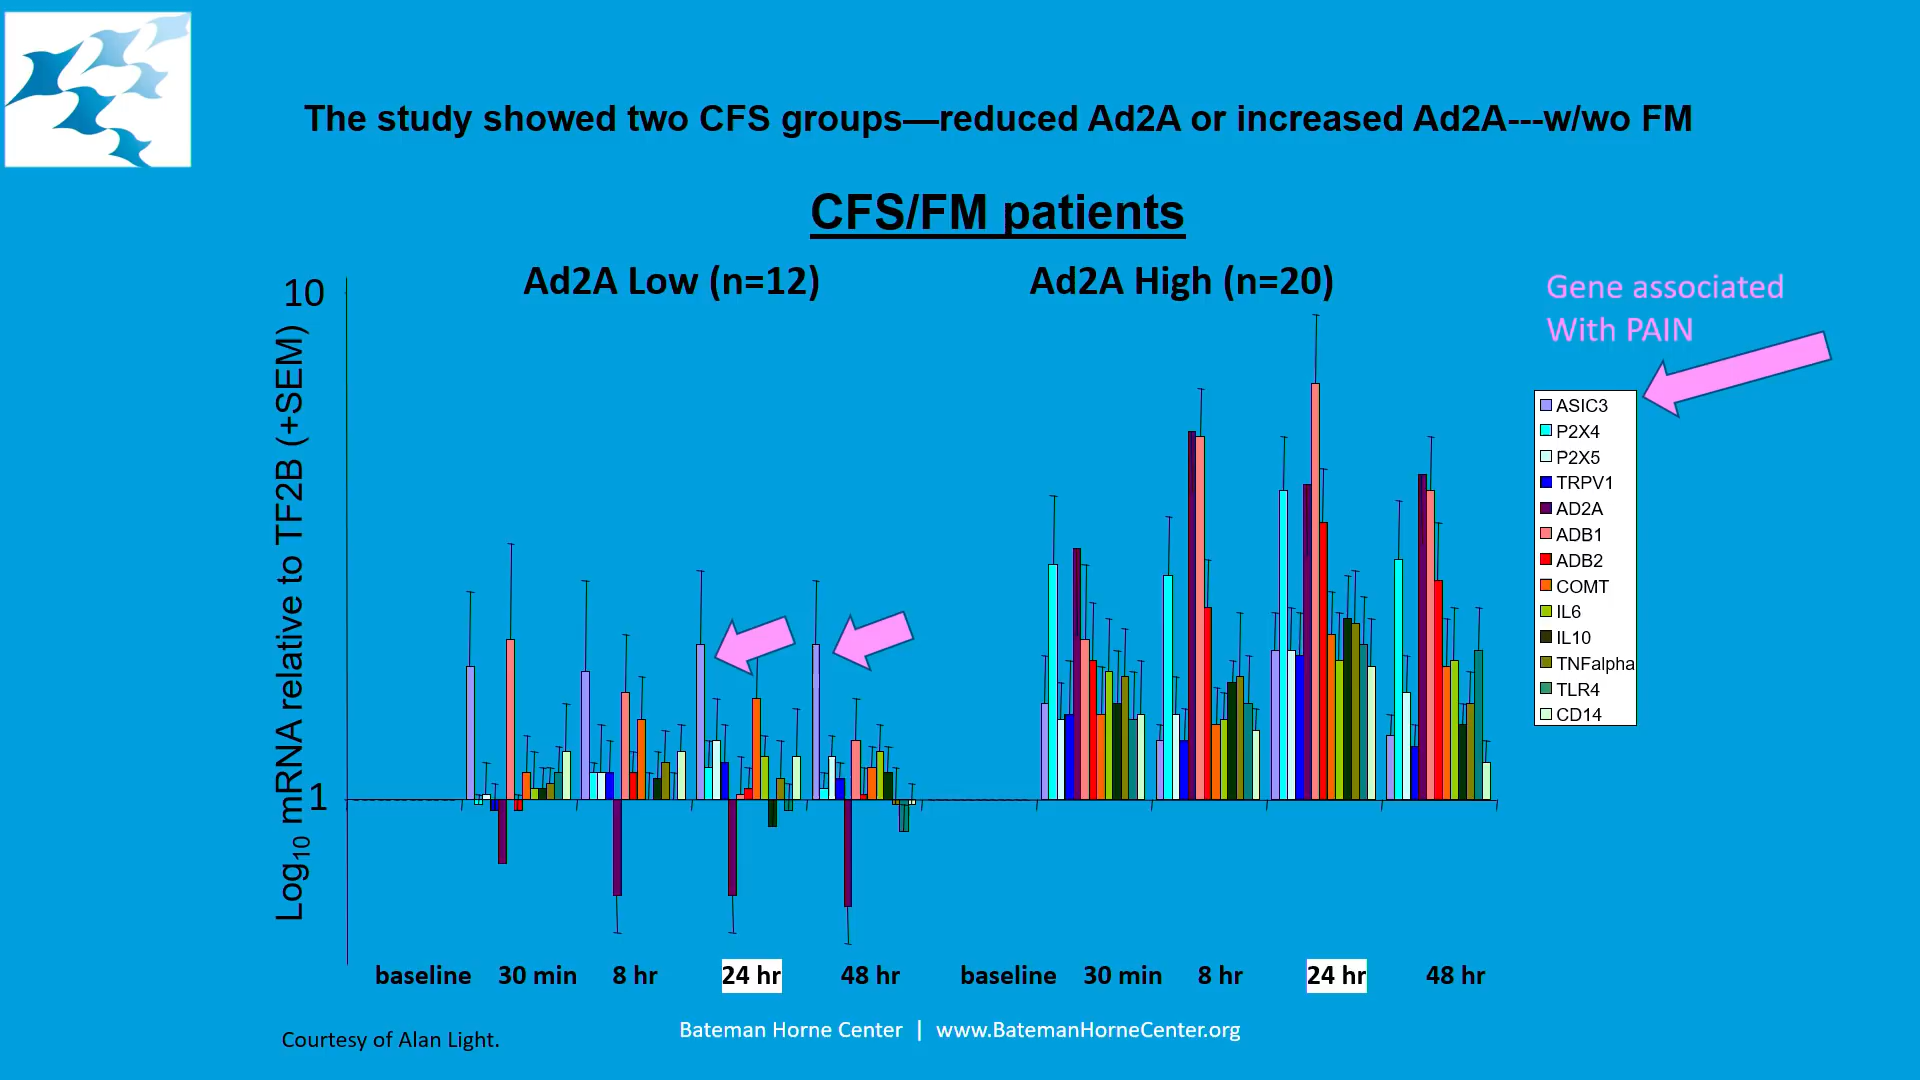 The study showed two CFS groups—reduced Ad2A or increased Ad2A---w/wo FM
CFS/FM patients
Ad2A Low (n=12)
Ad2A High (n=20)
Gene associated
With PAIN
Log10 mRNA relative to TF2B (+SEM)
10
1
ASIC3
P2X4
P2X5
TRPV1
AD2A
ADB1
ADB2
COMT
IL6
IL10
TNFalpha
TLR4
CD14
baseline 30 min 8 hr 24 hr 48 hr baseline 30 min 8 hr 24 hr 48 hr
Courtesy of Alan Light.
Bateman Horne Center | www.BatemanHorneCenter.org